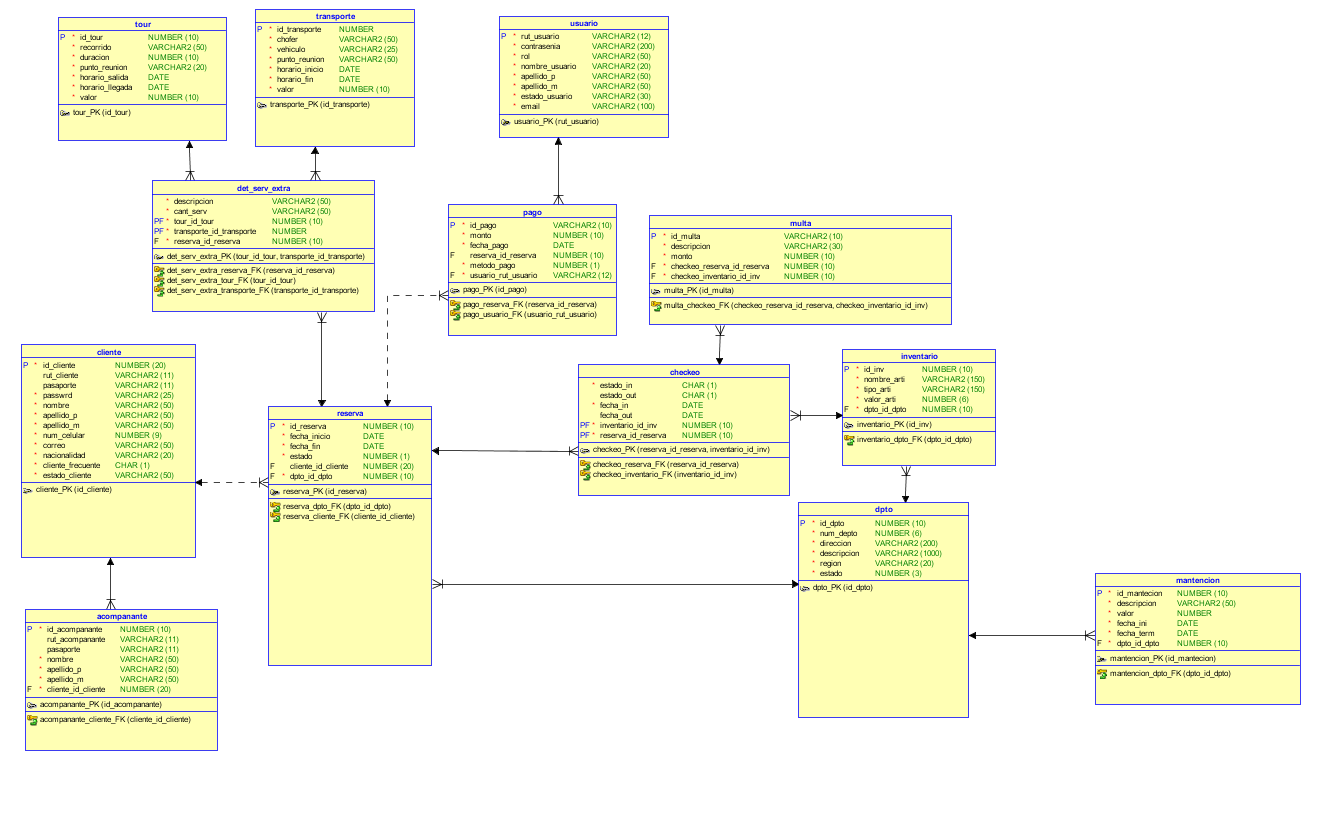 tour
P * id_tour NUMBER (10)
* recorrido VARCHAR2 (50)
* duracion NUMBER (10)
* punto_reunion VARCHAR2 (20)
* horario_salida DATE
* horario_llegada DATE
* valor NUMBER (10)
tour_PK (id_tour)
transporte
P * id_transporte NUMBER
* chofer VARCHAR2 (50)
* vehiculo VARCHAR2 (25)
* punto_reunion VARCHAR2 (50)
* horario_inicio DATE
* horario_fin DATE
* valor NUMBER (10)
transporte_PK (id_transporte)
usuario
P * rut_usuario VARCHAR2 (12)
* contrasenia VARCHAR2 (200)
* rol VARCHAR2 (50)
* nombre_usuario VARCHAR2 (20)
* apellido_p VARCHAR2 (50)
* apellido_m VARCHAR2 (50)
* estado_usuario VARCHAR2 (30)
* email VARCHAR2 (100)
usuario_PK (rut_usuario)
det_serv_extra
* descripcion VARCHAR2 (50)
* cant_serv VARCHAR2 (50)
PF * tour_id_tour NUMBER (10)
PF * transporte_id_transporte NUMBER
F * reserva_id_reserva NUMBER (10)
det_serv_extra_PK (tour_id_tour, transporte_id_transporte)
det_serv_extra_reserva_FK (reserva_id_reserva)
det_serv_extra_tour_FK (tour_id_tour)
det_serv_extra_transporte_FK (transporte_id_transporte)
pago
P * id_pago VARCHAR2 (10)
* monto NUMBER (10)
* fecha_pago DATE
F reserva_id_reserva NUMBER (10)
* metodo_pago NUMBER (1)
F * usuario_rut_usuario VARCHAR2 (12)
pago_PK (id_pago)
pago_reserva_FK (reserva_id_reserva)
pago_usuario_FK (usuario_rut_usuario)
multa
P * id_multa VARCHAR2 (10)
* descripcion VARCHAR2 (30)
* monto NUMBER (10)
F * checkeo_reserva_id_reserva NUMBER (10)
F * checkeo_inventario_id_inv NUMBER (10)
multa_PK (id_multa)
multa_checkeo_FK (checkeo_reserva_id_reserva, checkeo_inventario_id_inv)
cliente
P * id_cliente NUMBER (20)
rut_cliente VARCHAR2 (11)
pasaporte VARCHAR2 (11)
* passwrd VARCHAR2 (25)
* nombre VARCHAR2 (50)
* apellido_p VARCHAR2 (50)
* apellido_m VARCHAR2 (50)
* num_celular NUMBER (9)
* correo VARCHAR2 (50)
* nacionalidad VARCHAR2 (20)
* cliente_frecuente CHAR (1)
* estado_cliente VARCHAR2 (50)
cliente_PK (id_cliente)
reserva
P * id_reserva NUMBER (10)
* fecha_inicio DATE
* fecha_fin DATE
* estado NUMBER (1)
F cliente_id_cliente NUMBER (20)
F * dpto_id_dpto NUMBER (10)
reserva_PK (id_reserva)
reserva_dpto_FK (dpto_id_dpto)
reserva_cliente_FK (cliente_id_cliente)
checkeo
* estado_in CHAR (1)
estado_out CHAR (1)
* fecha_in DATE
fecha_out DATE
PF * inventario_id_inv NUMBER (10)
PF * reserva_id_reserva NUMBER (10)
checkeo_PK (reserva_id_reserva, inventario_id_inv)
checkeo_reserva_FK (reserva_id_reserva)
checkeo_inventario_FK (inventario_id_inv)
inventario
P * id_inv NUMBER (10)
* nombre_arti VARCHAR2 (150)
* tipo_arti VARCHAR2 (150)
* valor_arti NUMBER (6)
F * dpto_id_dpto NUMBER (10)
inventario_PK (id_inv)
inventario_dpto_FK (dpto_id_dpto)
dpto
P * id_dpto NUMBER (10)
* num_depto NUMBER (6)
* direccion VARCHAR2 (200)
* descripcion VARCHAR2 (1000)
* region VARCHAR2 (20)
* estado NUMBER (3)
dpto_PK (id_dpto)
mantencion
P * id_mantecion NUMBER (10)
* descripcion VARCHAR2 (50)
* valor NUMBER
* fecha_ini DATE
* fecha_term DATE
F * dpto_id_dpto NUMBER (10)
mantencion_PK (id_mantecion)
mantencion_dpto_FK (dpto_id_dpto)
acompanante
P * id_acompanante NUMBER (10)
rut_acompanante VARCHAR2 (11)
pasaporte VARCHAR2 (11)
* nombre VARCHAR2 (50)
* apellido_p VARCHAR2 (50)
* apellido_m VARCHAR2 (50)
F * cliente_id_cliente NUMBER (20)
acompanante_PK (id_acompanante)
acompanante_cliente_FK (cliente_id_cliente)